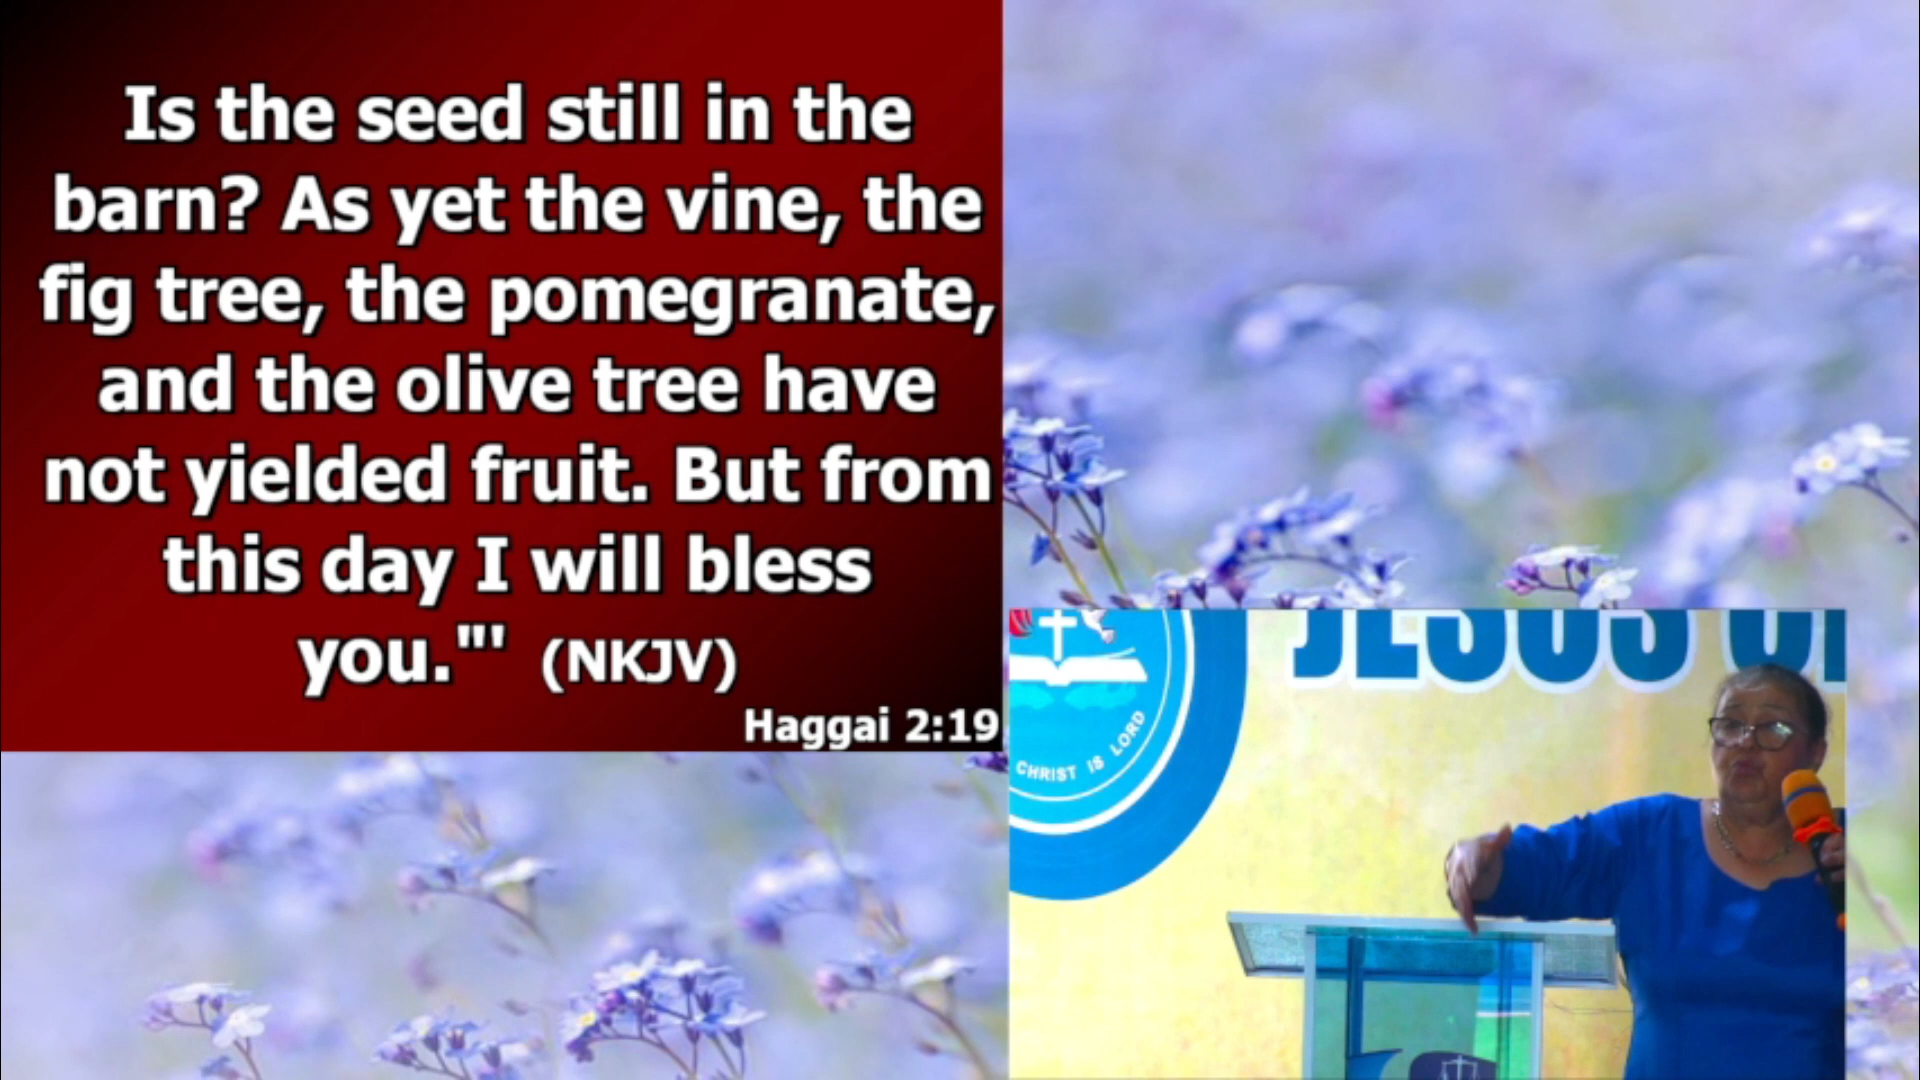 Is the seed still in the
barn? As yet the vine, the
fig tree, the pomegranate,
and the olive tree have
not yielded fruit. But from
this day I will bless
you."' (NKJV)
Haggai 2:19
JESUS
CHRIST IS LORD